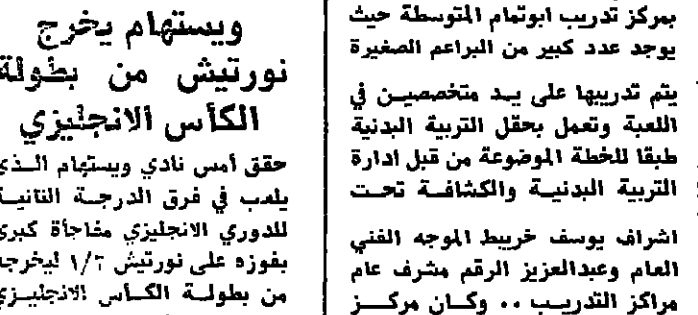 بمركز تدريب ابوتمام المتوسطة حيث
يوجد عدد كبير من البراعم الصغيرة
يتم تدريبها على يد متخصصين في
اللعبة وتعمل بحقل التربية البدنية
طبقا للخطة الموضوعة من قبل ادارة
التربية البدنية والكشافة تحت
اشراف يوسف خريبط الموجه الفني
العام وعبدالعزيز الرقم مشرف عام
مراكز التدريب .. وكان مركز
ويستهام يخرج
نورتيش من بطولة
الكأس الانجليزي
حقق أمس نادي ويستهام الذي
يلعب في فرق الدرجة الثانية
للدوري الانجليزي مفاجأة كبرى
بفوزه على نورتيش ١/٢ ليخرجه
من بطولة الكأس الانجليزي